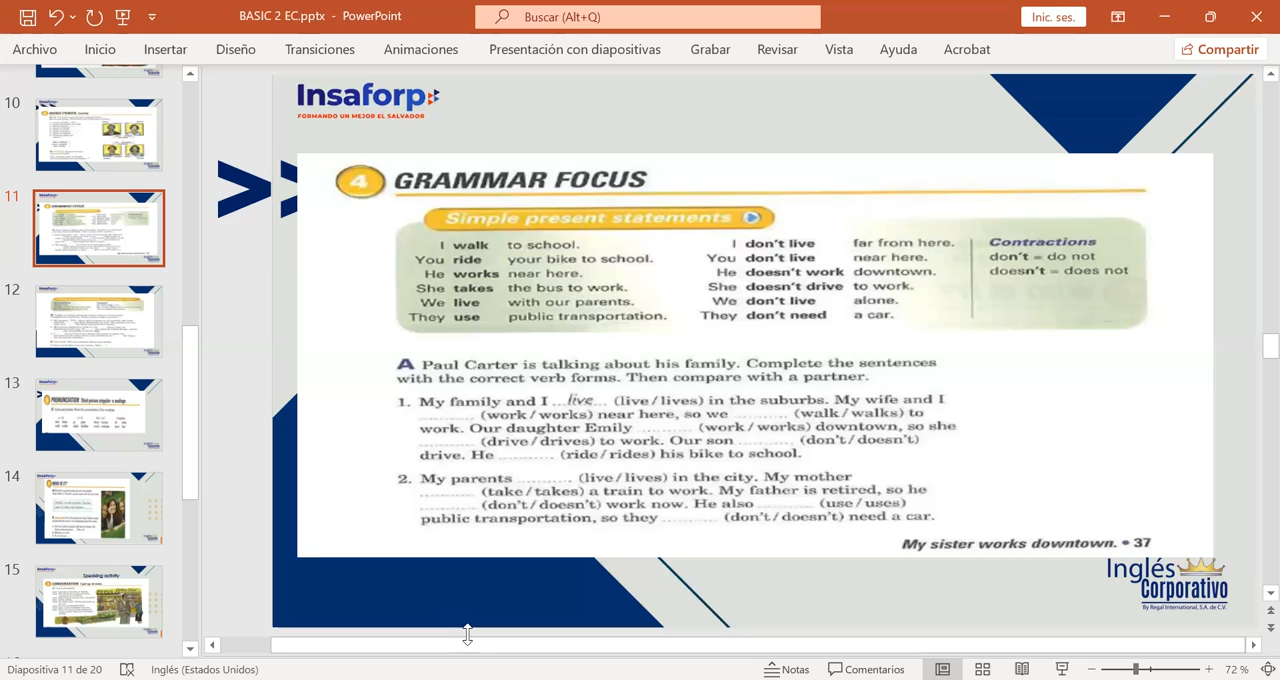 BASIC 2 EC.pptx - PowerPoint
Buscar (Alt+Q)
Inic. ses.
Archivo Inicio Insertar Diseño Transiciones Animaciones Presentación con diapositivas Grabar Revisar Vista Ayuda Acrobat
Compartir
10
11
12
13
PRONUNCIATION
14
WHO IS IT?
15
Speaking activity
CONVERSATION
Insaforp
FORMANDO UN MEJOR EL SALVADOR
4 GRAMMAR FOCUS
Simple present statements
I walk to school. I don't live far from here. Contractions
You ride your bike to school. You don't live near here. don't = do not
He works near here. He doesn't work downtown. doesn't = does not
She takes the bus to work. She doesn't drive to work.
We live with our parents. We don't live alone.
They use public transportation. They don't need a car.
A Paul Carter is talking about his family. Complete the sentences
with the correct verb forms. Then compare with a partner.
1. My family and I ...live... (live / lives) in the suburbs. My wife and I
.......... (work / works) near here, so we .......... (walk / walks) to
work. Our daughter Emily .......... (work / works) downtown, so she
.......... (drive / drives) to work. Our son .......... (don't / doesn't)
drive. He .......... (ride / rides) his bike to school.
2. My parents .......... (live / lives) in the city. My mother
.......... (take / takes) a train to work. My father is retired, so he
.......... (don't / doesn't) work now. He also .......... (use / uses)
public transportation, so they .......... (don't / doesn't) need a car.
My sister works downtown. • 37
Inglés
Corporativo
By Regal International, S.A. de C.V.
Diapositiva 11 de 20 Inglés (Estados Unidos) Notas Comentarios 72 %